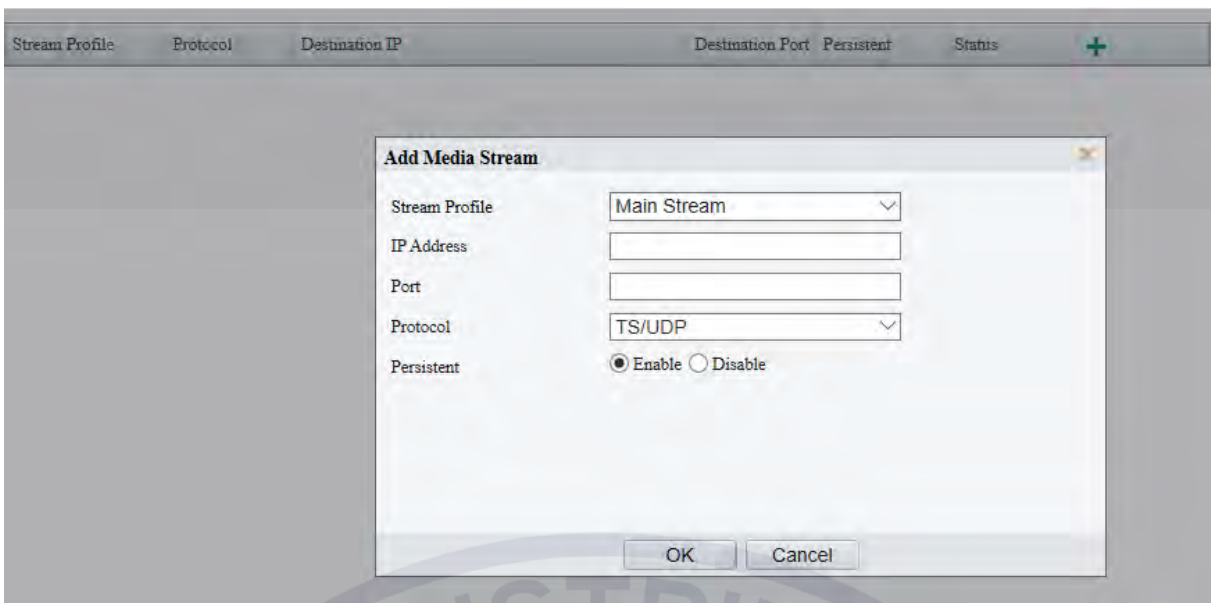 Stream Profile Protocol Destination IP Destination Port Persistent Status
Add Media Stream
Stream Profile Main Stream
IP Address
Port
Protocol TS/UDP
Persistent Enable Disable
OK Cancel